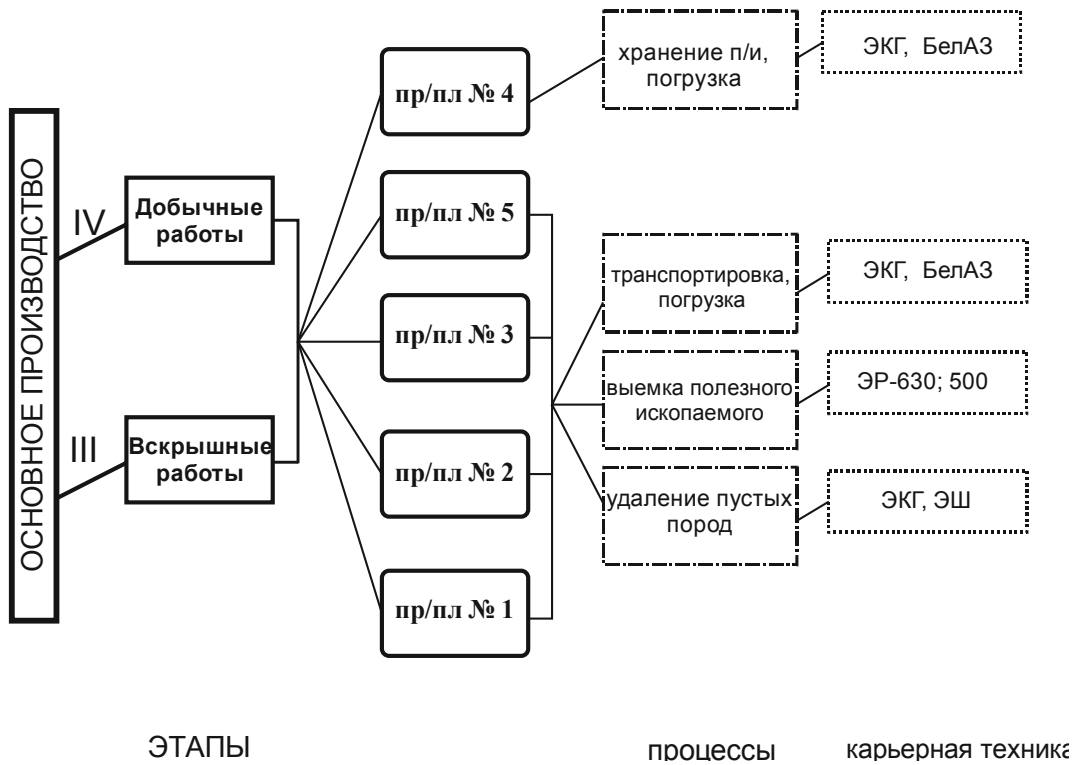 ОСНОВНОЕ ПРОИЗВОДСТВО
IV
III
Добычные
работы
Вскрышные
работы
пр/пл № 4
пр/пл № 5
пр/пл № 3
пр/пл № 2
пр/пл № 1
хранение п/и,
погрузка
транспортировка,
погрузка
выемка полезного
ископаемого
удаление пустых
пород
ЭКГ, БелАЗ
ЭКГ, БелАЗ
ЭР-630; 500
ЭКГ, ЭШ
ЭТАПЫ
процессы
карьерная техника